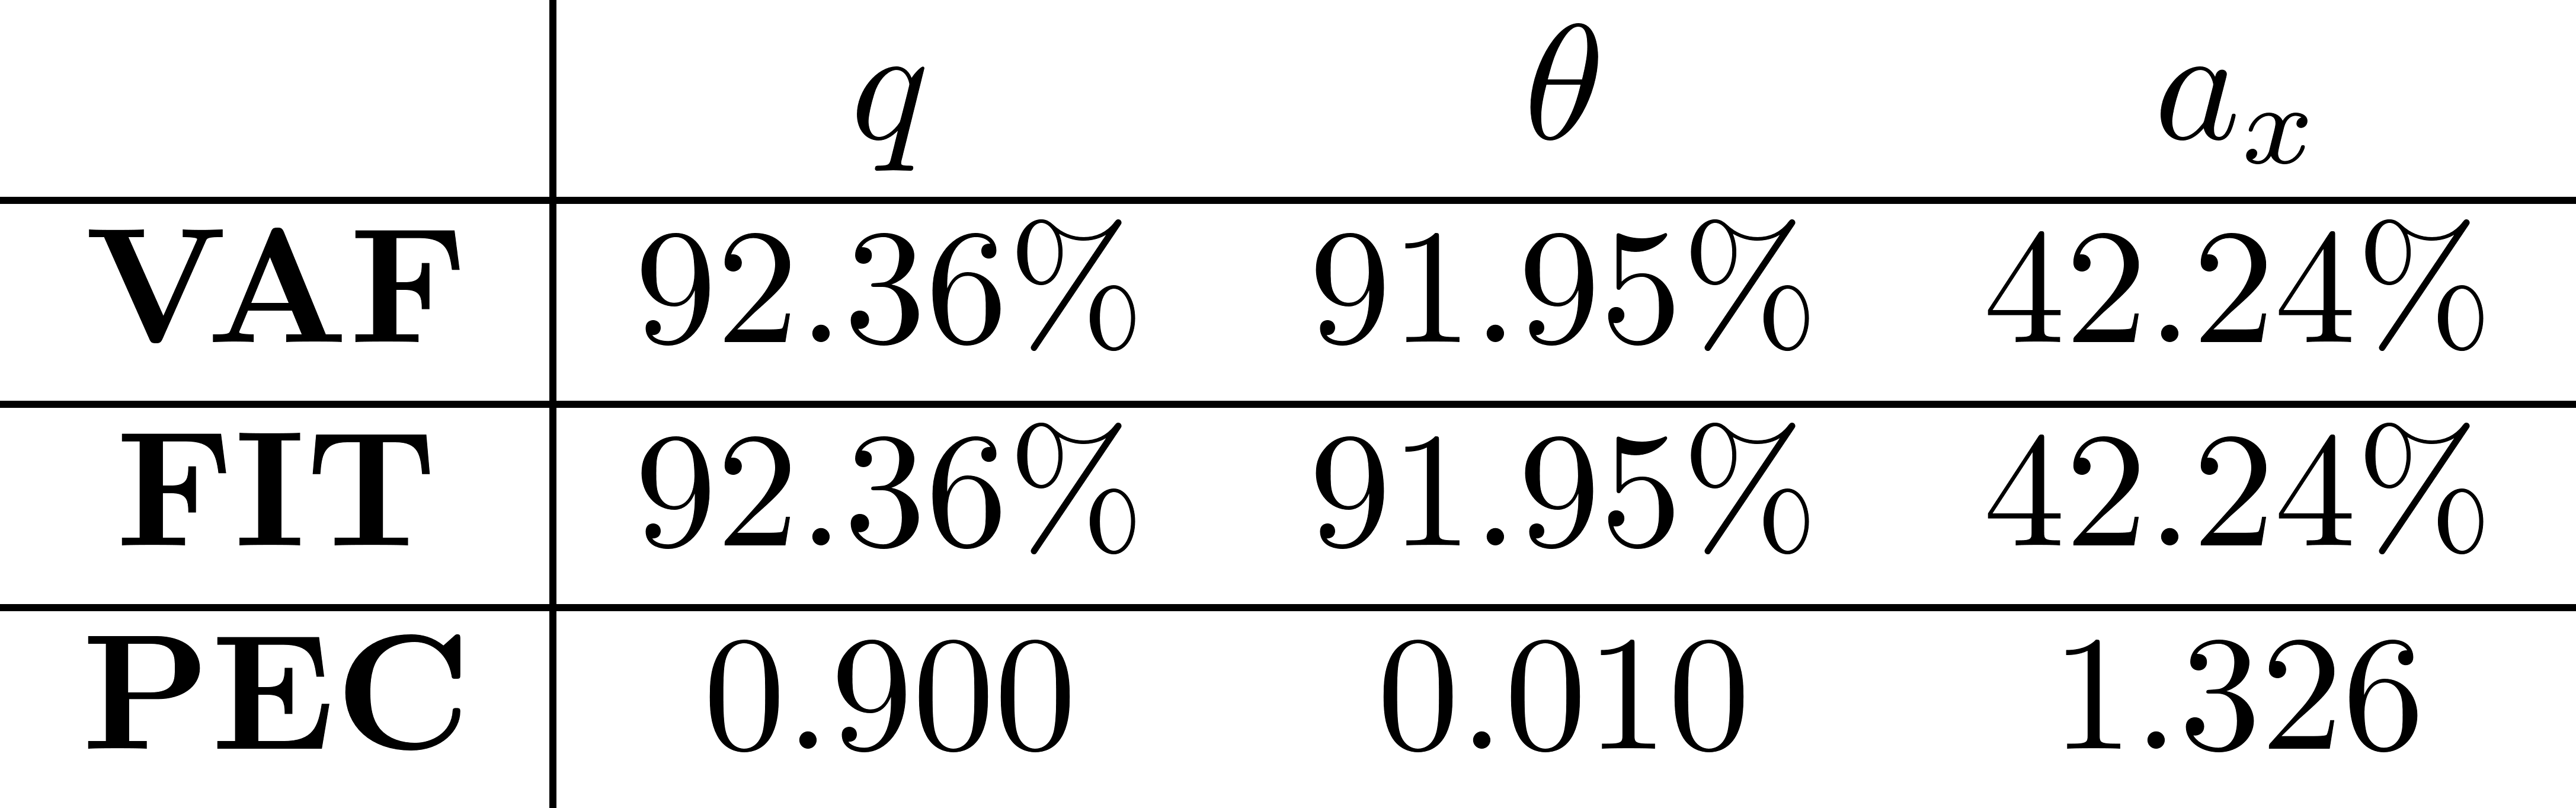 q θ a_x
VAF 92.36% 91.95% 42.24%
FIT 92.36% 91.95% 42.24%
PEC 0.900 0.010 1.326